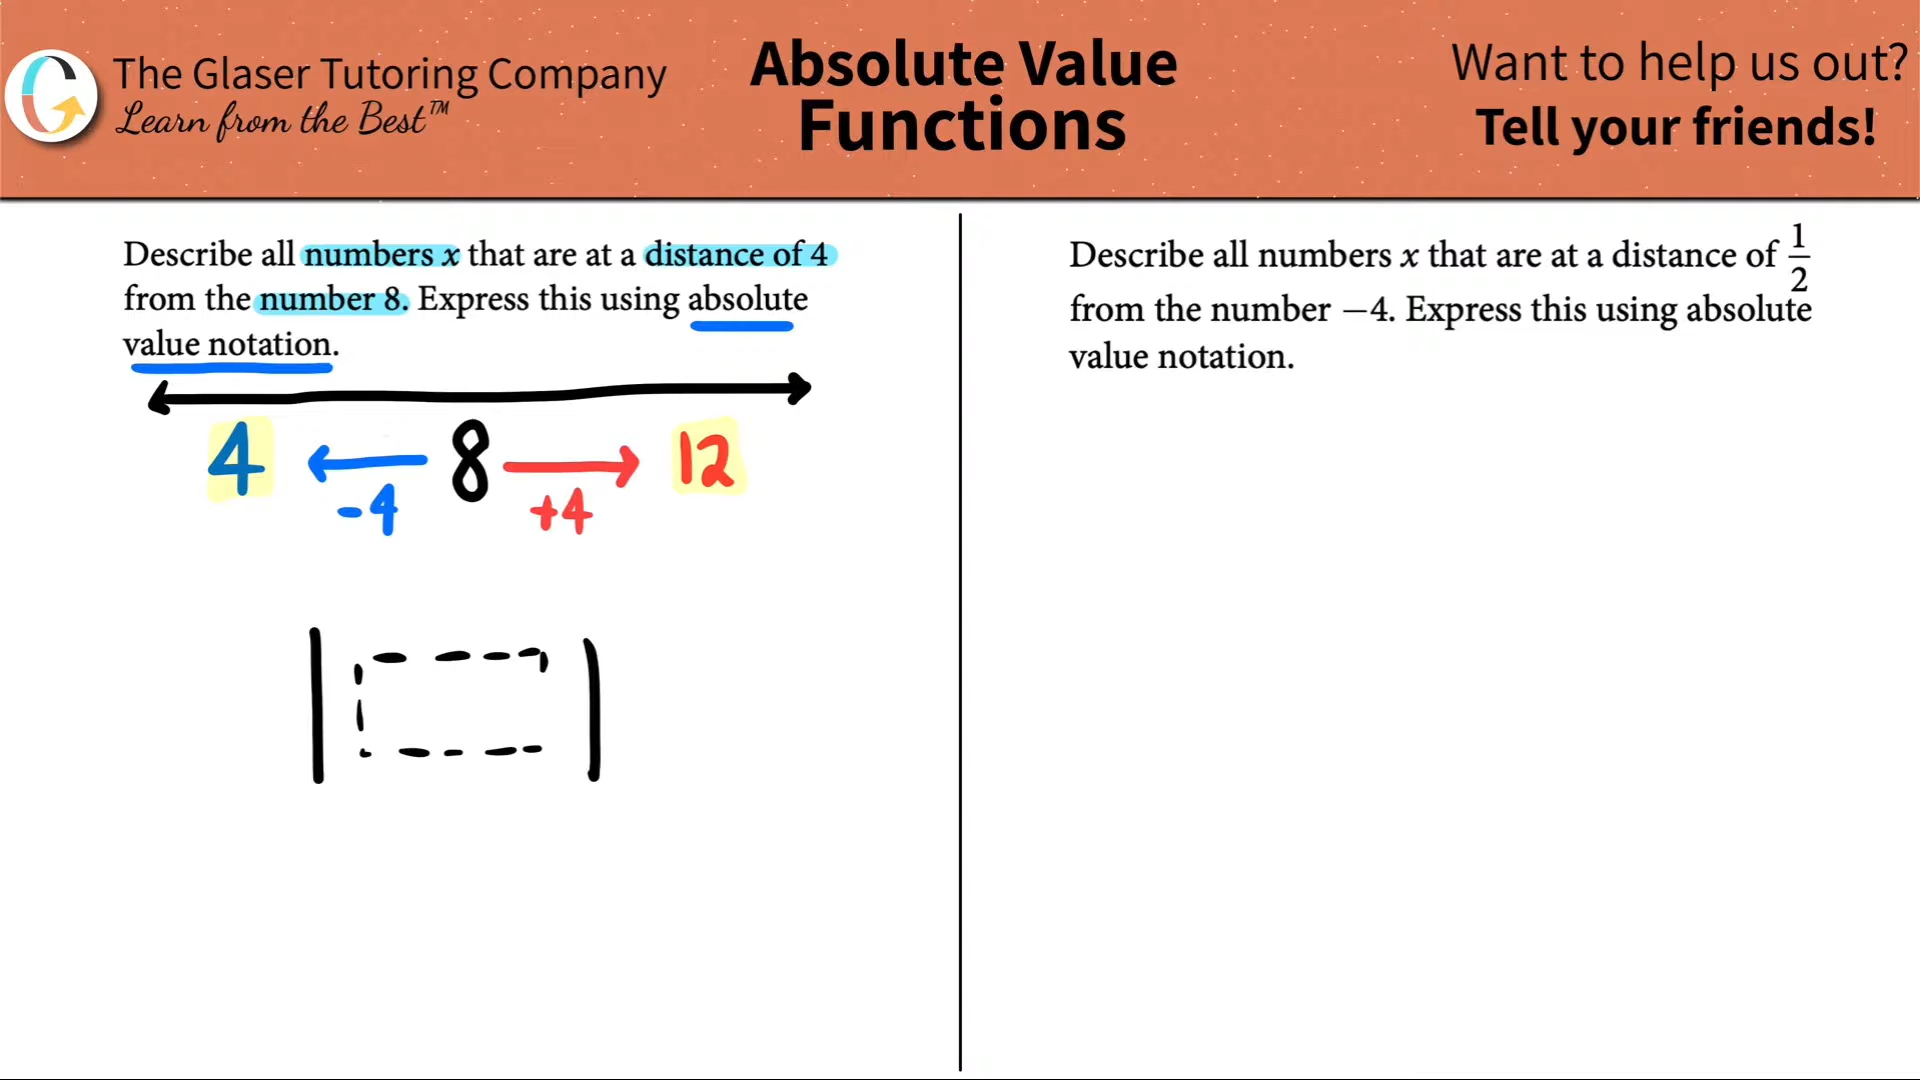 The Glaser Tutoring Company
Learn from the Best™
Absolute Value
Functions
Want to help us out?
Tell your friends!
Describe all numbers x that are at a distance of 4
from the number 8. Express this using absolute
value notation.
4 8 12
-4 +4
Describe all numbers x that are at a distance of 1/2
from the number −4. Express this using absolute
value notation.